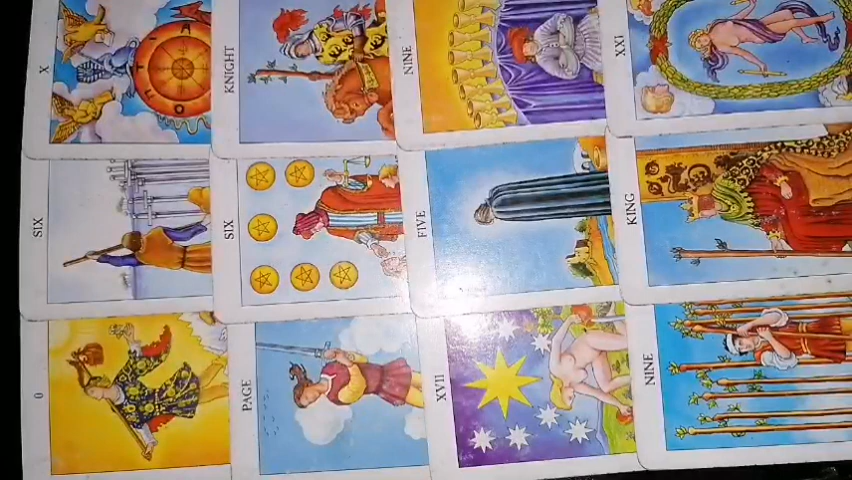 0
SIX
X
PAGE
SIX
KNIGHT
XVII
FIVE
NINE
NINE
KING
XXI